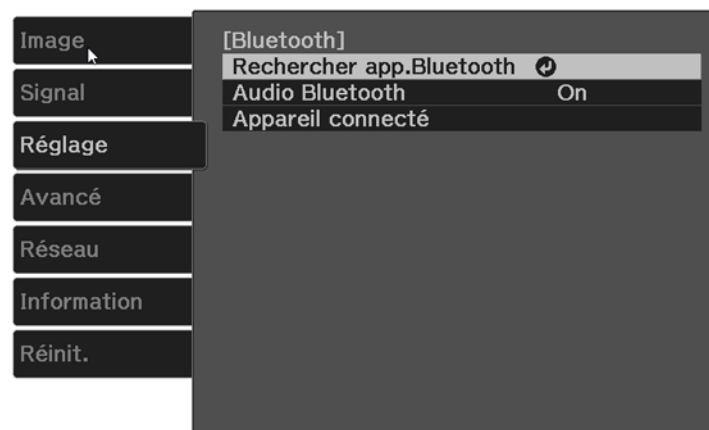 Image
Signal
Réglage
Avancé
Réseau
Information
Réinit.
[Bluetooth]
Rechercher app.Bluetooth
Audio Bluetooth On
Appareil connecté